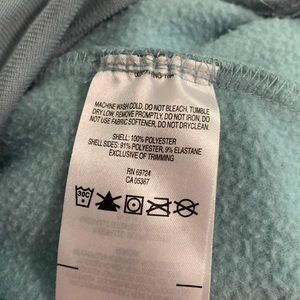 MACHINE WASH COLD, DO NOT BLEACH, TUMBLE
DRY LOW, REMOVE PROMPTLY, DO NOT IRON, DO
NOT USE FABRIC SOFTENER, DO NOT DRYCLEAN.
SHELL: 100% POLYESTER
SHELL SIDES: 91% POLYESTER, 9% ELASTANE
EXCLUSIVE OF TRIMMING
RN 69724
CA 05367
30C